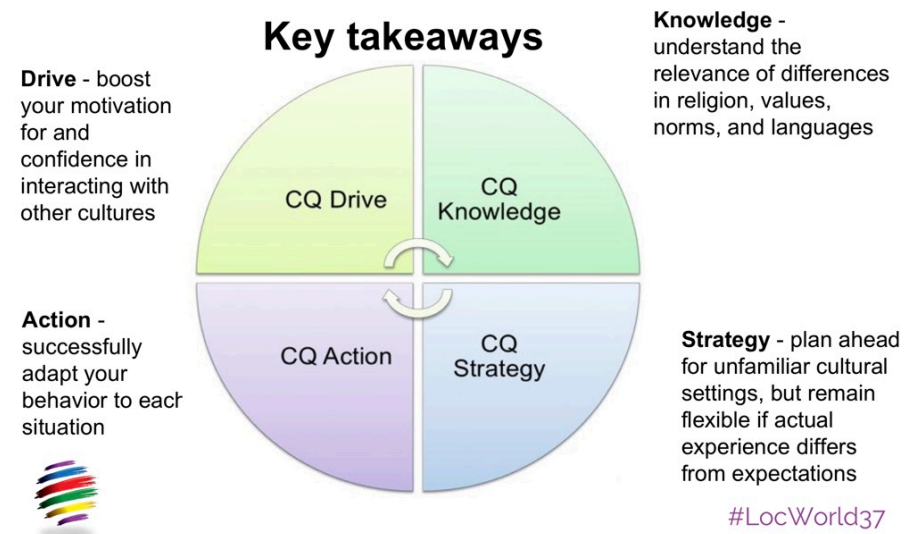 Key takeaways
Drive - boost
your motivation
for and
confidence in
interacting with
other cultures
Knowledge -
understand the
relevance of differences
in religion, values,
norms, and languages
CQ Drive
CQ
Knowledge
CQ Action
CQ
Strategy
Action -
successfully
adapt your
behavior to each
situation
Strategy - plan ahead
for unfamiliar cultural
settings, but remain
flexible if actual
experience differs
from expectations
#LocWorld37